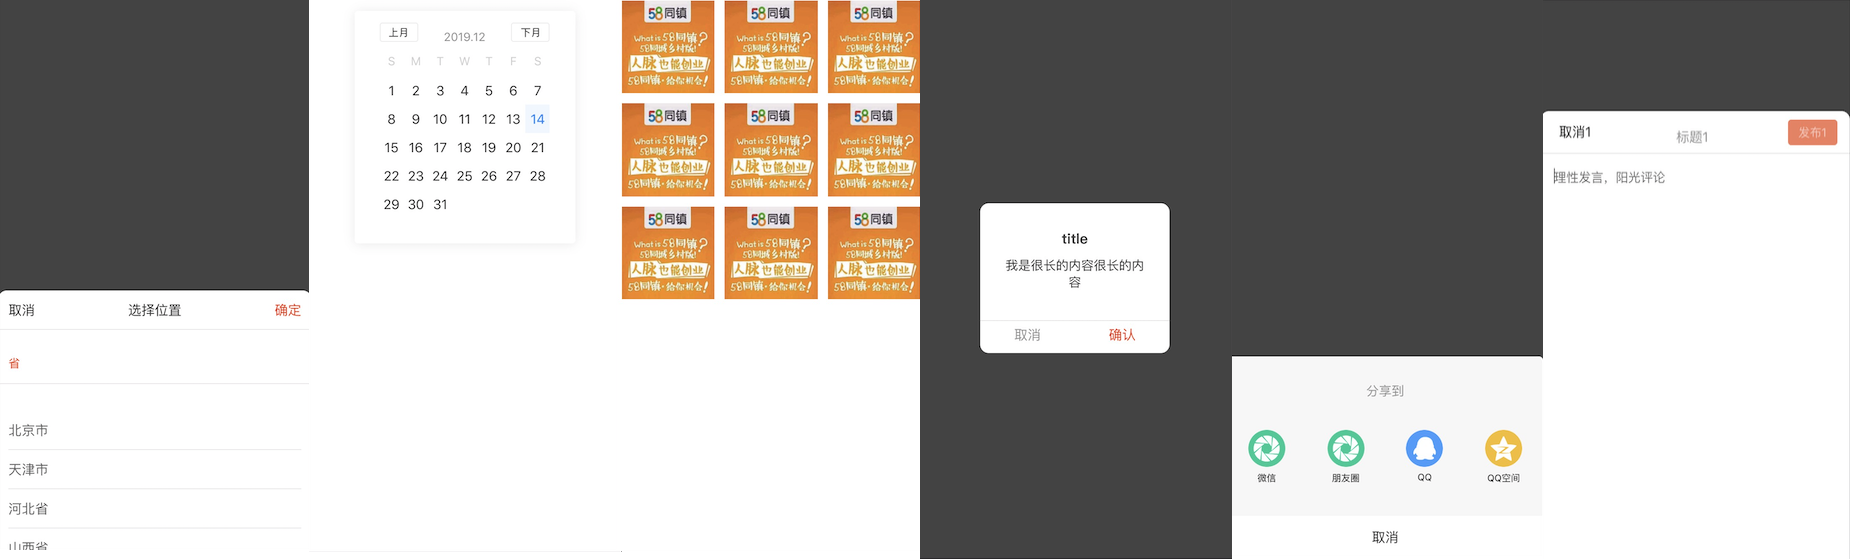 取消 选择位置 确定
省
北京市
天津市
河北省
山西省
上月 2019.12 下月
S M T W T F S
1 2 3 4 5 6 7
8 9 10 11 12 13 14
15 16 17 18 19 20 21
22 23 24 25 26 27 28
29 30 31
58同镇 58同镇 58同镇
What is 58同镇? What is 58同镇? What is 58同镇?
58同城乡村版! 58同城乡村版! 58同城乡村版!
人脉也能创业 人脉也能创业 人脉也能创业
58同镇·给你机会! 58同镇·给你机会! 58同镇·给你机会!
58同镇 58同镇 58同镇
What is 58同镇? What is 58同镇? What is 58同镇?
58同城乡村版! 58同城乡村版! 58同城乡村版!
人脉也能创业 人脉也能创业 人脉也能创业
58同镇·给你机会! 58同镇·给你机会! 58同镇·给你机会!
58同镇 58同镇 58同镇
What is 58同镇? What is 58同镇? What is 58同镇?
58同城乡村版! 58同城乡村版! 58同城乡村版!
人脉也能创业 人脉也能创业 人脉也能创业
58同镇·给你机会! 58同镇·给你机会! 58同镇·给你机会!
title
我是很长的内容很长的内
容
取消 确认
分享到
微信 朋友圈 QQ QQ空间
取消
取消1 标题1 发布1
理性发言，阳光评论